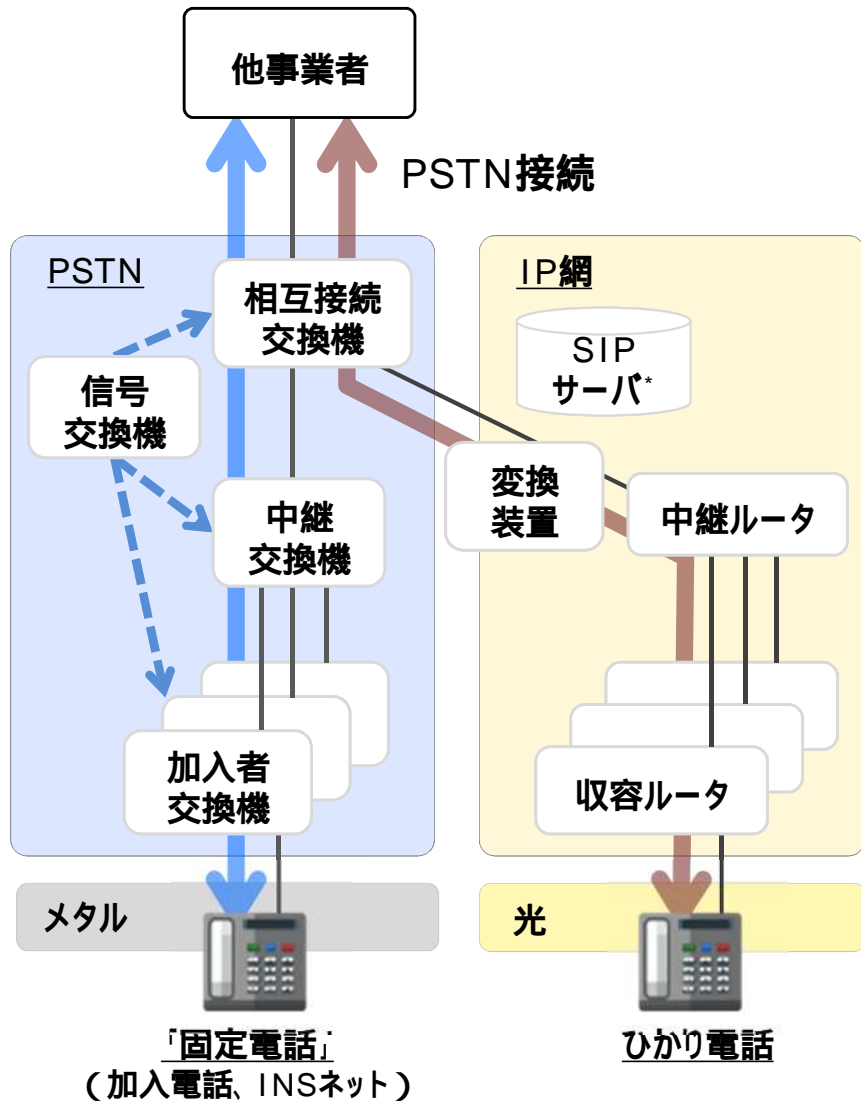 他事業者
PSTN接続
PSTN
相互接続
交換機
信号
交換機
中継
交換機
加入者
交換機
IP網
SIP
サーバ*
変換
装置
中継ルータ
収容ルータ
メタル
光
「固定電話」
(加入電話、INSネット)
ひかり電話